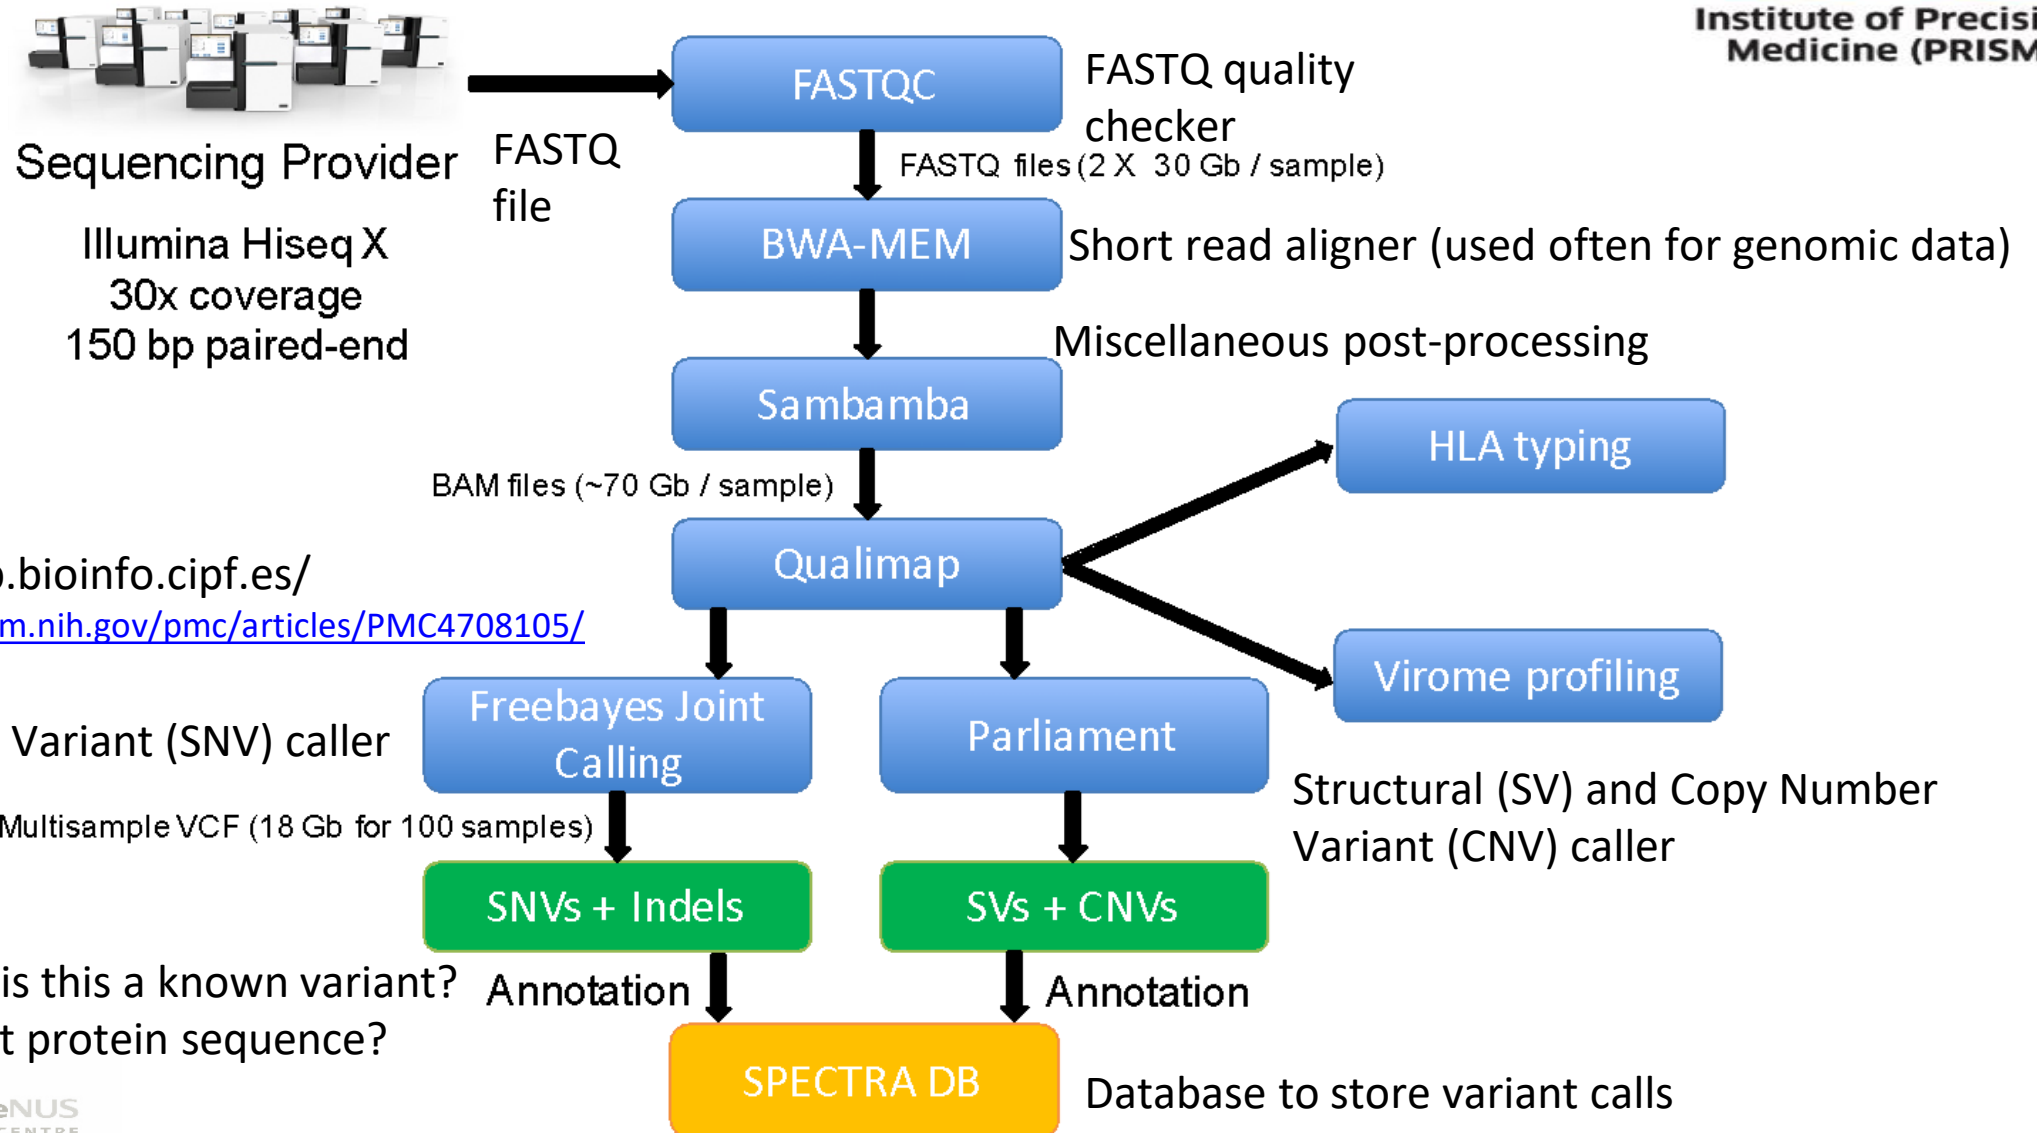 Institute of Precisi
Medicine (PRISM
Sequencing Provider
Illumina Hiseq X
30x coverage
150 bp paired-end
FASTQ
file
FASTQC
FASTQ quality
checker
FASTQ files (2 X 30 Gb / sample)
BWA-MEM
Short read aligner (used often for genomic data)
Miscellaneous post-processing
Sambamba
BAM files (~70 Gb / sample)
Qualimap
HLA typing
Virome profiling
.bioinfo.cipf.es/
m.nih.gov/pmc/articles/PMC4708105/
Variant (SNV) caller
Freebayes Joint
Calling
Parliament
Structural (SV) and Copy Number
Variant (CNV) caller
Multisample VCF (18 Gb for 100 samples)
SNVs + Indels
SVs + CNVs
is this a known variant?
t protein sequence?
Annotation
Annotation
SPECTRA DB
Database to store variant calls
eNUS
CENTRE